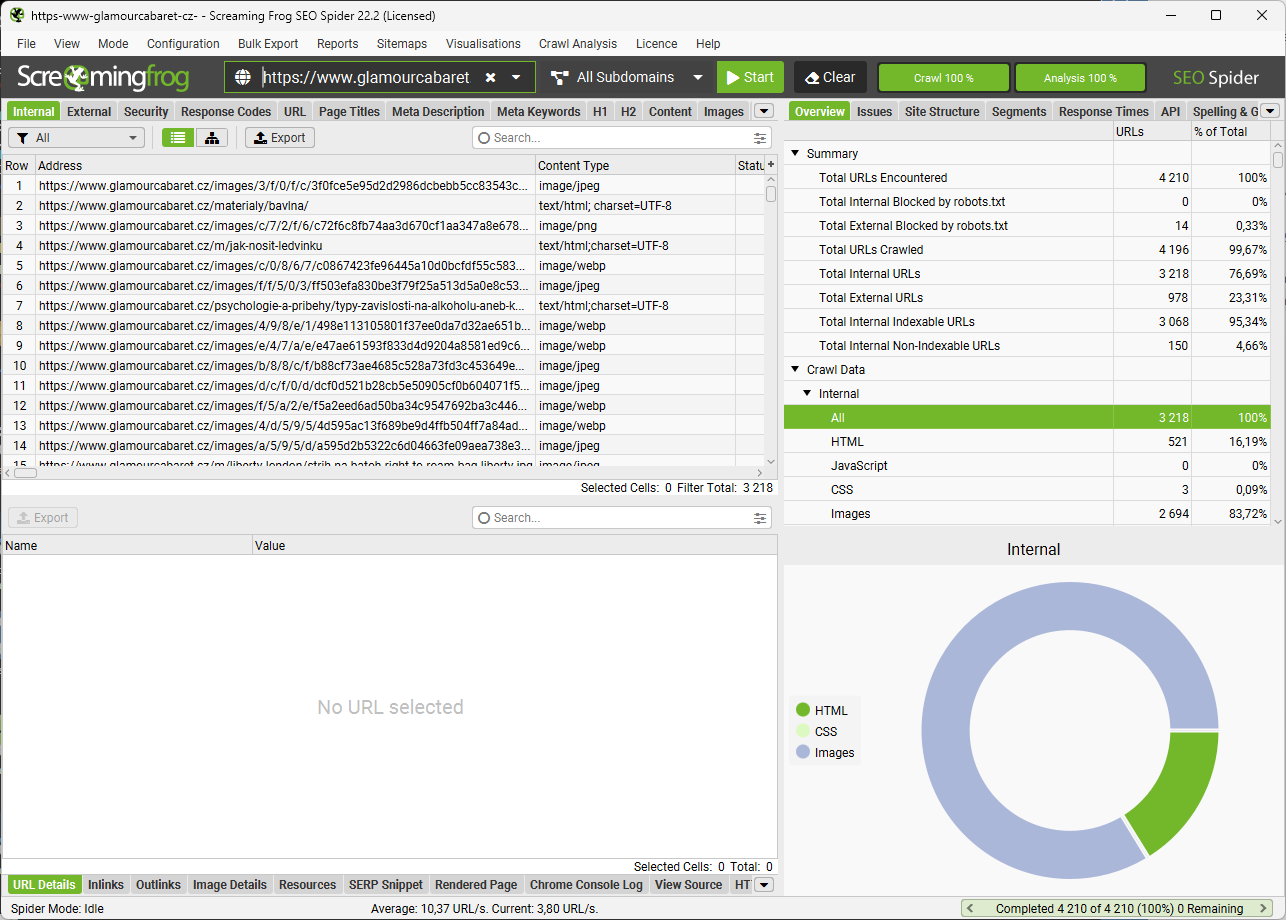 https-www-glamourcabaret-cz- - Screaming Frog SEO Spider 22.2 (Licensed)
File View Mode Configuration Bulk Export Reports Sitemaps Visualisations Crawl Analysis Licence Help
Screamingfrog https://www.glamourcabaret All Subdomains Start Clear Crawl 100 % Analysis 100 % SEO Spider
Internal External Security Response Codes URL Page Titles Meta Description Meta Keywords H1 H2 Content Images
All Export Search...
Row Address Content Type Statu
1 https://www.glamourcabaret.cz/images/3/f/0/f/c/3f0fce5e95d2d2986dcbebb5cc83543c... image/jpeg
2 https://www.glamourcabaret.cz/materialy/bavlna/ text/html; charset=UTF-8
3 https://www.glamourcabaret.cz/images/c/7/2/f/6/c72f6c8fb74aa3d670cf1aa347a8e678... image/png
4 https://www.glamourcabaret.cz/m/jak-nosit-ledvinku text/html;charset=UTF-8
5 https://www.glamourcabaret.cz/images/c/0/8/6/7/c0867423fe96445a10d0bcfdf55c583... image/webp
6 https://www.glamourcabaret.cz/images/f/f/5/0/3/ff503efa830be3f79f25a513d5a0e8c53... image/jpeg
7 https://www.glamourcabaret.cz/psychologie-a-pribehy/typy-zavislosti-na-alkoholu-aneb-k... text/html;charset=UTF-8
8 https://www.glamourcabaret.cz/images/4/9/8/e/1/498e113105801f37ee0da7d32ae651b... image/webp
9 https://www.glamourcabaret.cz/images/e/4/7/a/e/e47ae61593f833d4d9204a8581ed9c6... image/webp
10 https://www.glamourcabaret.cz/images/b/8/8/c/f/b88cf73ae4685c528a73fd3c453649e... image/jpeg
11 https://www.glamourcabaret.cz/images/d/c/f/0/d/dcf0d521b28cb5e50905cf0b604071f5... image/jpeg
12 https://www.glamourcabaret.cz/images/f/5/a/2/e/f5a2eed6ad50ba34c9547692ba3c446... image/webp
13 https://www.glamourcabaret.cz/images/4/d/5/9/5/4d595ac13f689be9d4ffb504ff7a84ad... image/webp
14 https://www.glamourcabaret.cz/images/a/5/9/5/d/a595d2b5322c6d04663fe09aea738e3... image/jpeg
15 https://www.glamourcabaret.cz/m/liberty-london/strih-na-batoh-right-to-roam-bag-liberty.jpg image/jpeg
Selected Cells: 0 Filter Total: 3 218
Export Search...
Name Value
No URL selected
Selected Cells: 0 Total: 0
URL Details Inlinks Outlinks Image Details Resources SERP Snippet Rendered Page Chrome Console Log View Source HT
Overview Issues Site Structure Segments Response Times API Spelling & G
URLs % of Total
Summary
Total URLs Encountered 4 210 100%
Total Internal Blocked by robots.txt 0 0%
Total External Blocked by robots.txt 14 0,33%
Total URLs Crawled 4 196 99,67%
Total Internal URLs 3 218 76,69%
Total External URLs 978 23,31%
Total Internal Indexable URLs 3 068 95,34%
Total Internal Non-Indexable URLs 150 4,66%
Crawl Data
Internal
All 3 218 100%
HTML 521 16,19%
JavaScript 0 0%
CSS 3 0,09%
Images 2 694 83,72%
Internal
HTML
CSS
Images
Spider Mode: Idle Average: 10,37 URL/s. Current: 3,80 URL/s. Completed 4 210 of 4 210 (100%) 0 Remaining